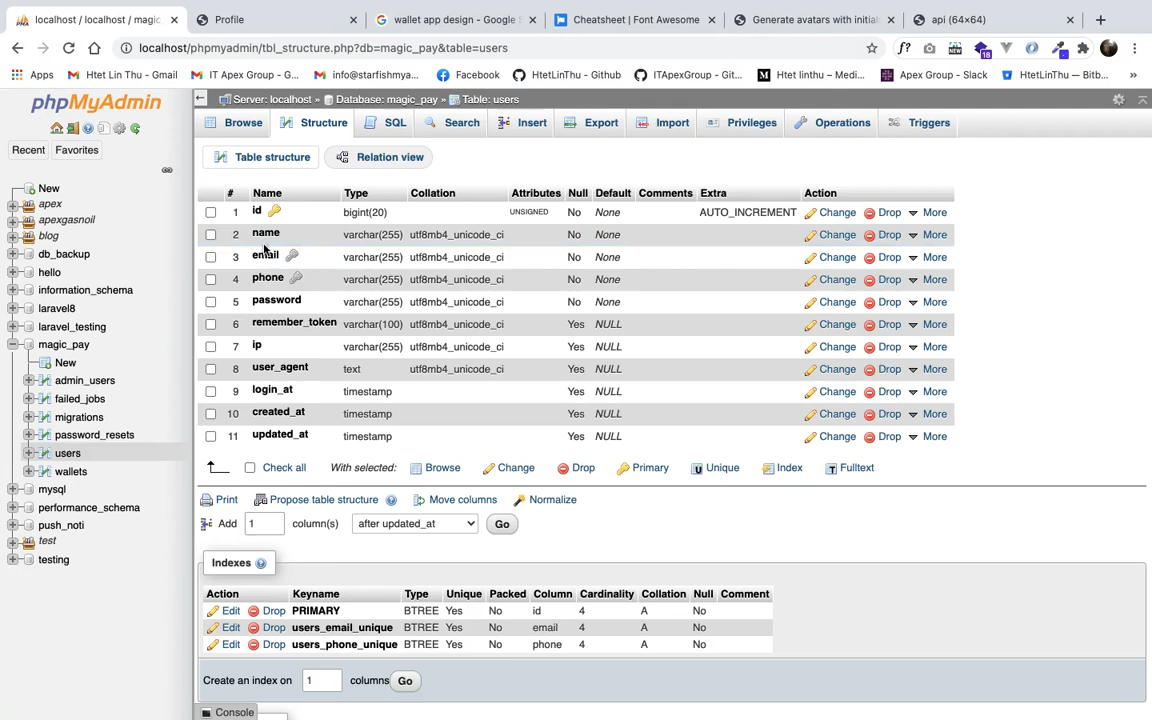 localhost / localhost / magic_pa
Profile
wallet app design - Google S
Cheatsheet | Font Awesome
Generate avatars with initial
api (64×64)
localhost/phpmyadmin/tbl_structure.php?db=magic_pay&table=users
Apps
Htet Lin Thu - Gmail
IT Apex Group - G...
info@starfishmya...
Facebook
HtetLinThu - Github
ITApexGroup - Git...
Htet linthu – Medi...
Apex Group - Slack
HtetLinThu — Bitb...
phpMyAdmin
Recent
Favorites
New
apex
apexgasnoil
blog
db_backup
hello
information_schema
laravel8
laravel_testing
magic_pay
New
admin_users
failed_jobs
migrations
password_resets
users
wallets
mysql
performance_schema
push_noti
test
testing
Server: localhost » Database: magic_pay » Table: users
Browse Structure SQL Search Insert Export Import Privileges Operations Triggers
Table structure Relation view
# Name Type Collation Attributes Null Default Comments Extra Action
1 id bigint(20) UNSIGNED No None AUTO_INCREMENT Change Drop More
2 name varchar(255) utf8mb4_unicode_ci No None Change Drop More
3 email varchar(255) utf8mb4_unicode_ci No None Change Drop More
4 phone varchar(255) utf8mb4_unicode_ci No None Change Drop More
5 password varchar(255) utf8mb4_unicode_ci No None Change Drop More
6 remember_token varchar(100) utf8mb4_unicode_ci Yes NULL Change Drop More
7 ip varchar(255) utf8mb4_unicode_ci Yes NULL Change Drop More
8 user_agent text utf8mb4_unicode_ci Yes NULL Change Drop More
9 login_at timestamp Yes NULL Change Drop More
10 created_at timestamp Yes NULL Change Drop More
11 updated_at timestamp Yes NULL Change Drop More
Check all With selected: Browse Change Drop Primary Unique Index Fulltext
Print Propose table structure Move columns Normalize
Add 1 column(s) after updated_at Go
Indexes
Action Keyname Type Unique Packed Column Cardinality Collation Null Comment
Edit Drop PRIMARY BTREE Yes No id 4 A No
Edit Drop users_email_unique BTREE Yes No email 4 A No
Edit Drop users_phone_unique BTREE Yes No phone 4 A No
Create an index on 1 columns Go
Console